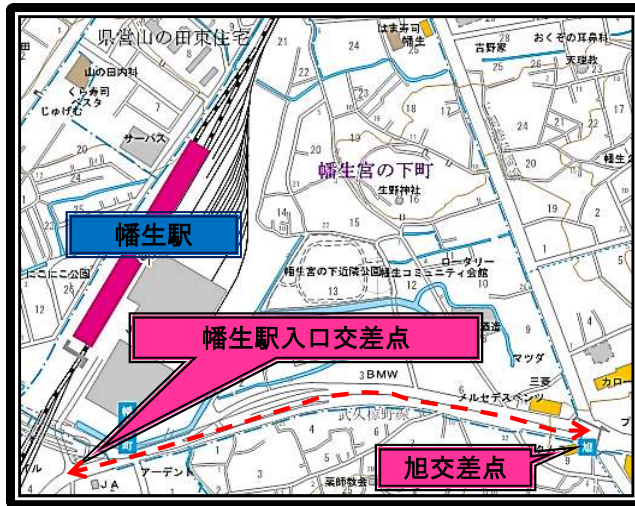 県営山の田東住宅
はま寿司
幡生
吉野家
おくぞの耳鼻科
天理教
山の田内科
くら寿司
ベスタ
じゅげむ
サーパス
幡生宮の下町
生野神社
幡生駅
ロータリー
にこにこ公園
幡生宮の下近隣公園
幡生コミュニティ会館
幡生駅入口交差点
マツダ
BMW
三菱
メルセデスベンツ
カロー
武久椋野線
旭
旭交差点
アーデント
JA
薬師教会